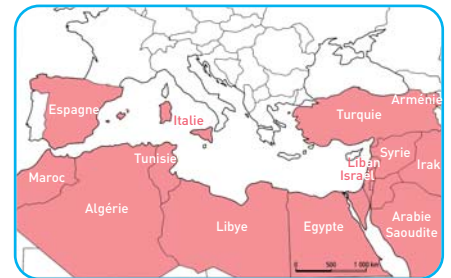 Arménie
Espagne
Turquie
Italie
Syrie
Tunisie
Liban
Irak
Israël
Maroc
Algérie
Arabie
Saoudite
Libye
Egypte
0 500 1 000 km